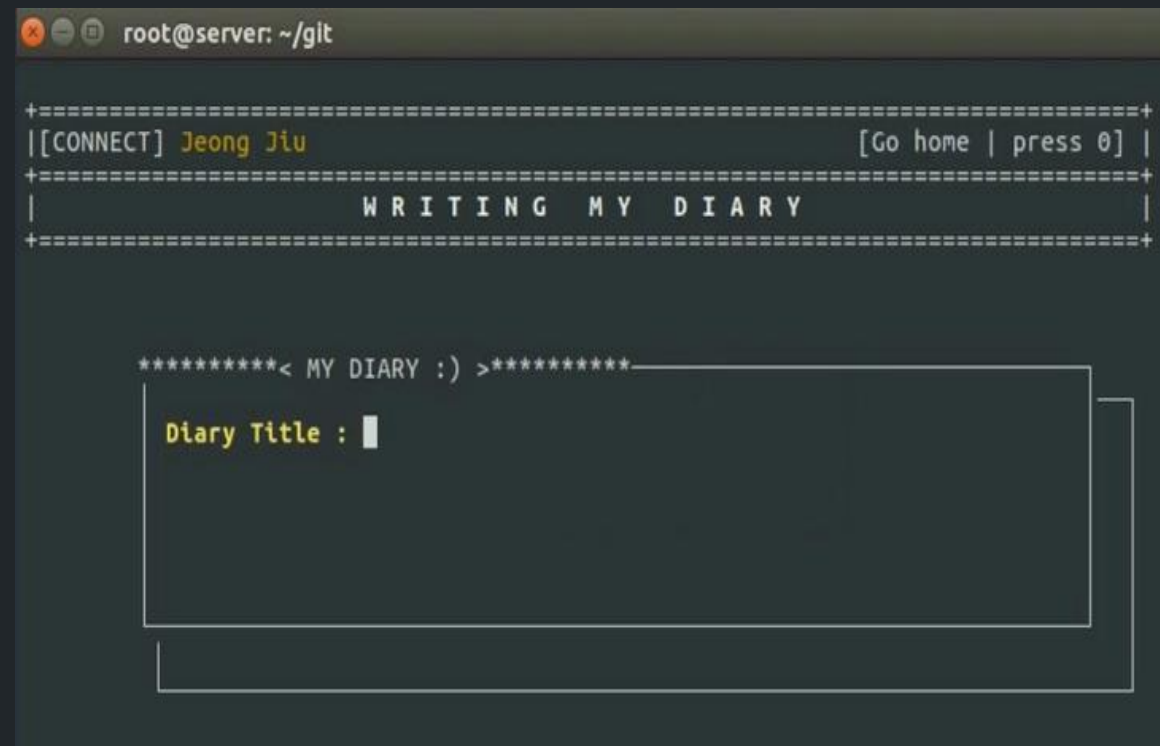 root@server: ~/git
+==============================================================================+
|[CONNECT] Jeong Jiu [Go home | press 0] |
+==============================================================================+
| W R I T I N G M Y D I A R Y |
+==============================================================================+
**********< MY DIARY :) >**********
Diary Title :